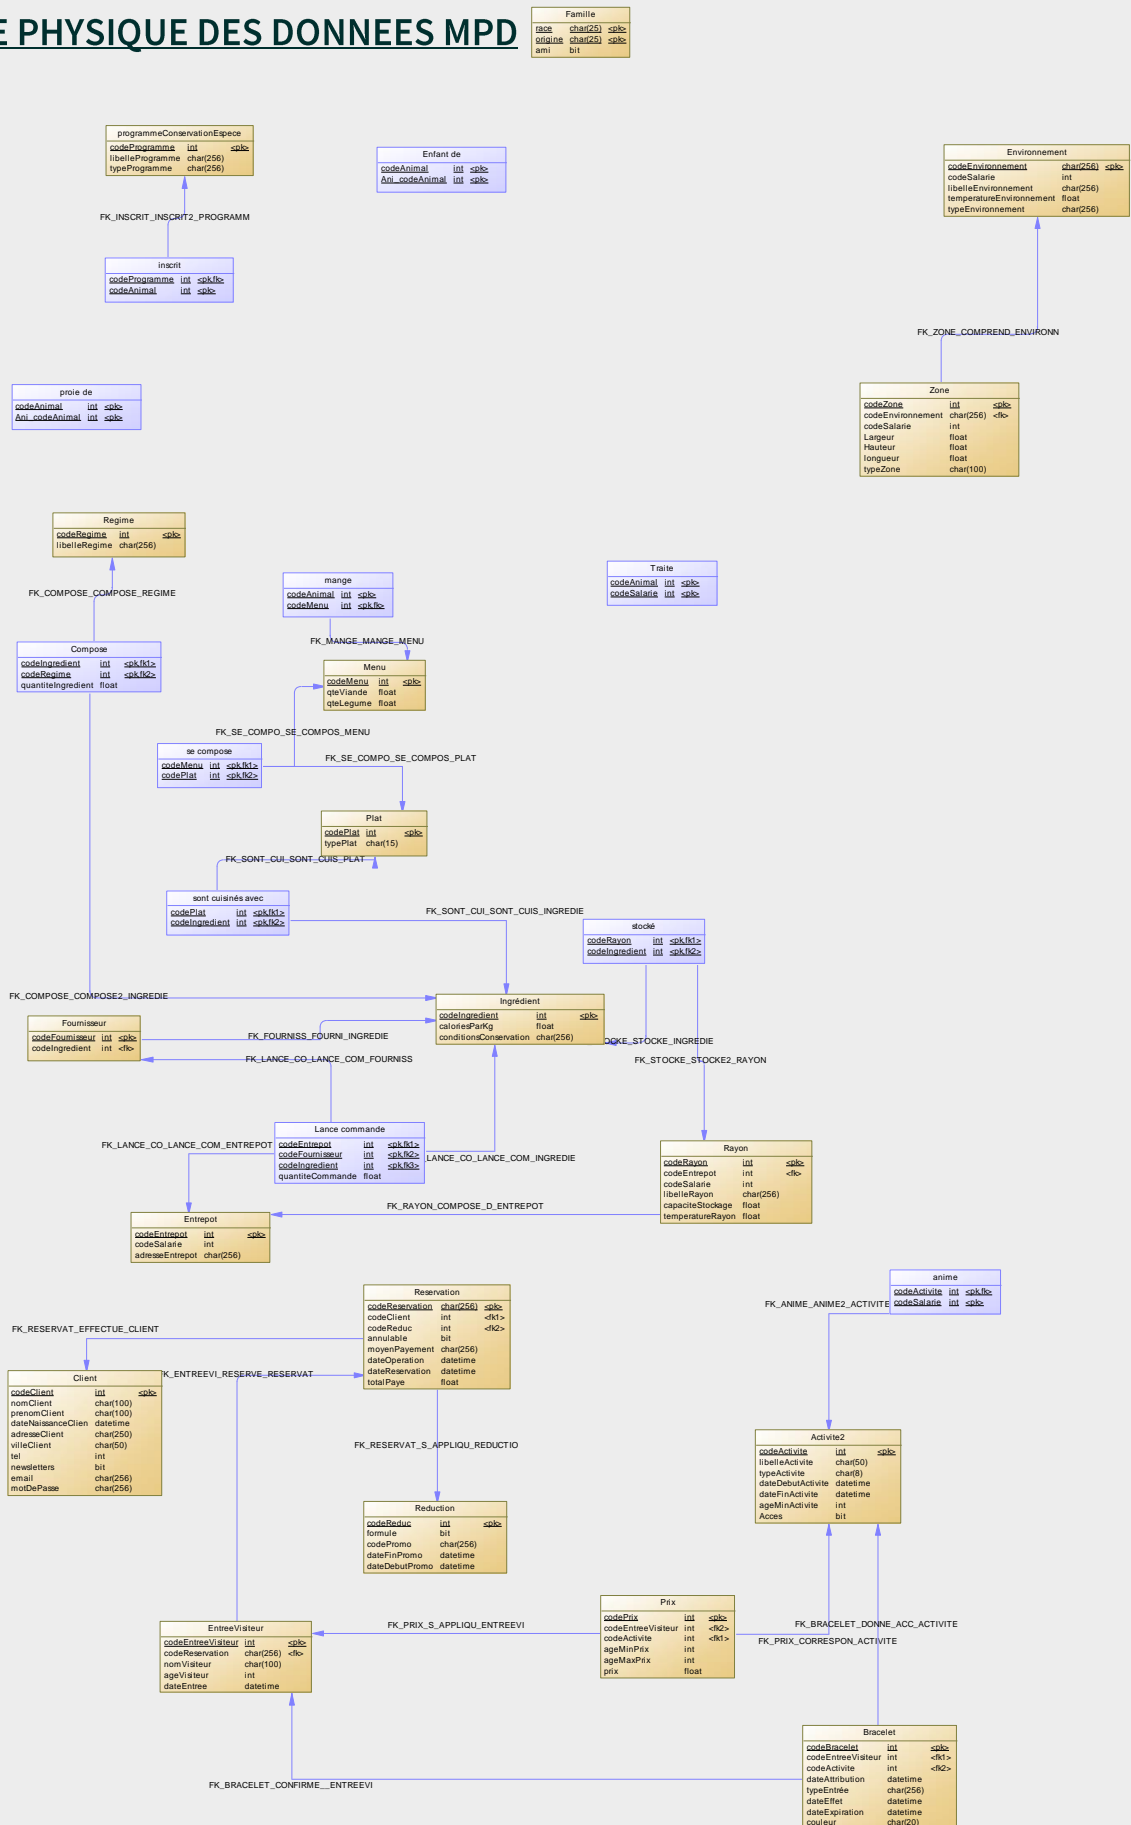 E PHYSIQUE DES DONNEES MPD
Famille
race char(25) <pk>
origine char(25) <pk>
ami bit
programmeConservationEspece
codeProgramme int <pk>
libelleProgramme char(256)
typeProgramme char(256)
Enfant de
codeAnimal int <pk>
Ani_codeAnimal int <pk>
Environnement
codeEnvironnement char(256) <pk>
codeSalarie int
libelleEnvironnement char(256)
temperatureEnvironnement float
typeEnvironnement char(256)
FK_INSCRIT_INSCRIT2_PROGRAMM
inscrit
codeProgramme int <pk,fk>
codeAnimal int <pk>
FK_ZONE_COMPREND_ENVIRONN
proie de
codeAnimal int <pk>
Ani_codeAnimal int <pk>
Zone
codeZone int <pk>
codeEnvironnement char(256) <fk>
codeSalarie int
Largeur float
Hauteur float
longueur float
typeZone char(100)
Regime
codeRegime int <pk>
libelleRegime char(256)
FK_COMPOSE_COMPOSE_REGIME
mange
codeAnimal int <pk>
codeMenu int <pk,fk>
Traite
codeAnimal int <pk>
codeSalarie int <pk>
FK_MANGE_MANGE_MENU
Compose
codeIngredient int <pk,fk1>
codeRegime int <pk,fk2>
quantiteIngredient float
Menu
codeMenu int <pk>
qteViande float
qteLegume float
FK_SE_COMPO_SE_COMPOS_MENU
se compose
codeMenu int <pk,fk1>
codePlat int <pk,fk2>
FK_SE_COMPO_SE_COMPOS_PLAT
Plat
codePlat int <pk>
typePlat char(15)
FK_SONT_CUI_SONT_CUIS_PLAT
sont cuisinés avec
codePlat int <pk,fk1>
codeIngredient int <pk,fk2>
FK_SONT_CUI_SONT_CUIS_INGREDIE
stocké
codeRayon int <pk,fk1>
codeIngredient int <pk,fk2>
FK_COMPOSE_COMPOSE2_INGREDIE
Ingrédient
codeIngredient int <pk>
caloriesParKg float
conditionsConservation char(256)
Fournisseur
codeFournisseur int <pk>
codeIngredient int <fk>
FK_FOURNISS_FOURNI_INGREDIE
OCKE_STOCKE_INGREDIE
FK_LANCE_CO_LANCE_COM_FOURNISS
FK_STOCKE_STOCKE2_RAYON
Lance commande
codeEntrepot int <pk,fk1>
codeFournisseur int <pk,fk2>
codeIngredient int <pk,fk3>
quantiteCommande float
FK_LANCE_CO_LANCE_COM_ENTREPOT
LANCE_CO_LANCE_COM_INGREDIE
Rayon
codeRayon int <pk>
codeEntrepot int <fk>
codeSalarie int
libelleRayon char(256)
capaciteStockage float
temperatureRayon float
FK_RAYON_COMPOSE_D_ENTREPOT
Entrepot
codeEntrepot int <pk>
codeSalarie int
adresseEntrepot char(256)
anime
codeActivite int <pk,fk>
codeSalarie int <pk>
FK_ANIME_ANIME2_ACTIVITE
Reservation
codeReservation char(256) <pk>
codeClient int <fk1>
codeReduc int <fk2>
annulable bit
moyenPayement char(256)
dateOperation datetime
dateReservation datetime
totalPaye float
FK_RESERVAT_EFFECTUE_CLIENT
K_ENTREEVI_RESERVE_RESERVAT
Client
codeClient int <pk>
nomClient char(100)
prenomClient char(100)
dateNaissanceClien datetime
adresseClient char(250)
villeClient char(50)
tel int
newsletters bit
email char(256)
motDePasse char(256)
FK_RESERVAT_S_APPLIQU_REDUCTIO
Activite2
codeActivite int <pk>
libelleActivite char(50)
typeActivite char(8)
dateDebutActivite datetime
dateFinActivite datetime
ageMinActivite int
Acces bit
Reduction
codeReduc int <pk>
formule bit
codePromo char(256)
dateFinPromo datetime
dateDebutPromo datetime
Prix
codePrix int <pk>
codeEntreeVisiteur int <fk2>
codeActivite int <fk1>
ageMinPrix int
ageMaxPrix int
prix float
FK_PRIX_S_APPLIQU_ENTREEVI
FK_BRACELET_DONNE_ACC_ACTIVITE
FK_PRIX_CORRESPON_ACTIVITE
EntreeVisiteur
codeEntreeVisiteur int <pk>
codeReservation char(256) <fk>
nomVisiteur char(100)
ageVisiteur int
dateEntree datetime
FK_BRACELET_CONFIRME__ENTREEVI
Bracelet
codeBracelet int <pk>
codeEntreeVisiteur int <fk1>
codeActivite int <fk2>
dateAttribution datetime
typeEntrée char(256)
dateEffet datetime
dateExpiration datetime
couleur char(20)